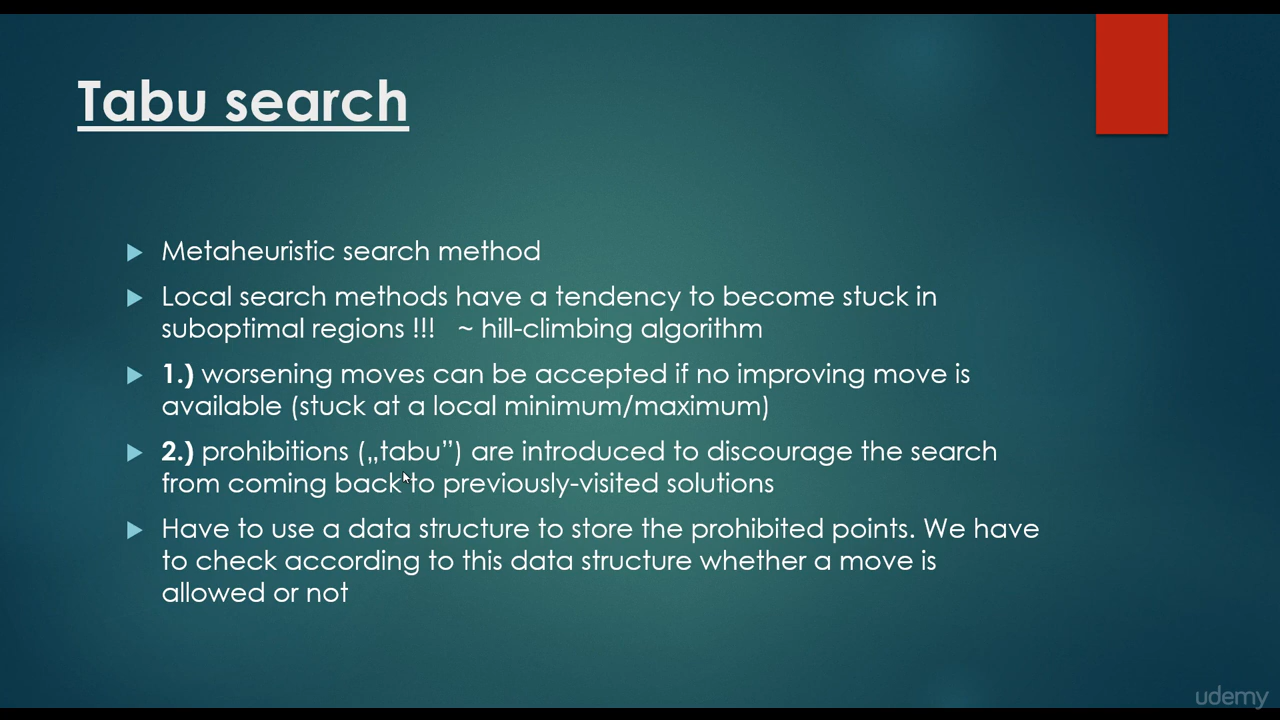 Tabu search
Metaheuristic search method
Local search methods have a tendency to become stuck in
suboptimal regions !!!   ~ hill-climbing algorithm
1.) worsening moves can be accepted if no improving move is
available (stuck at a local minimum/maximum)
2.) prohibitions („tabu”) are introduced to discourage the search
from coming back to previously-visited solutions
Have to use a data structure to store the prohibited points. We have
to check according to this data structure whether a move is
allowed or not
udemy